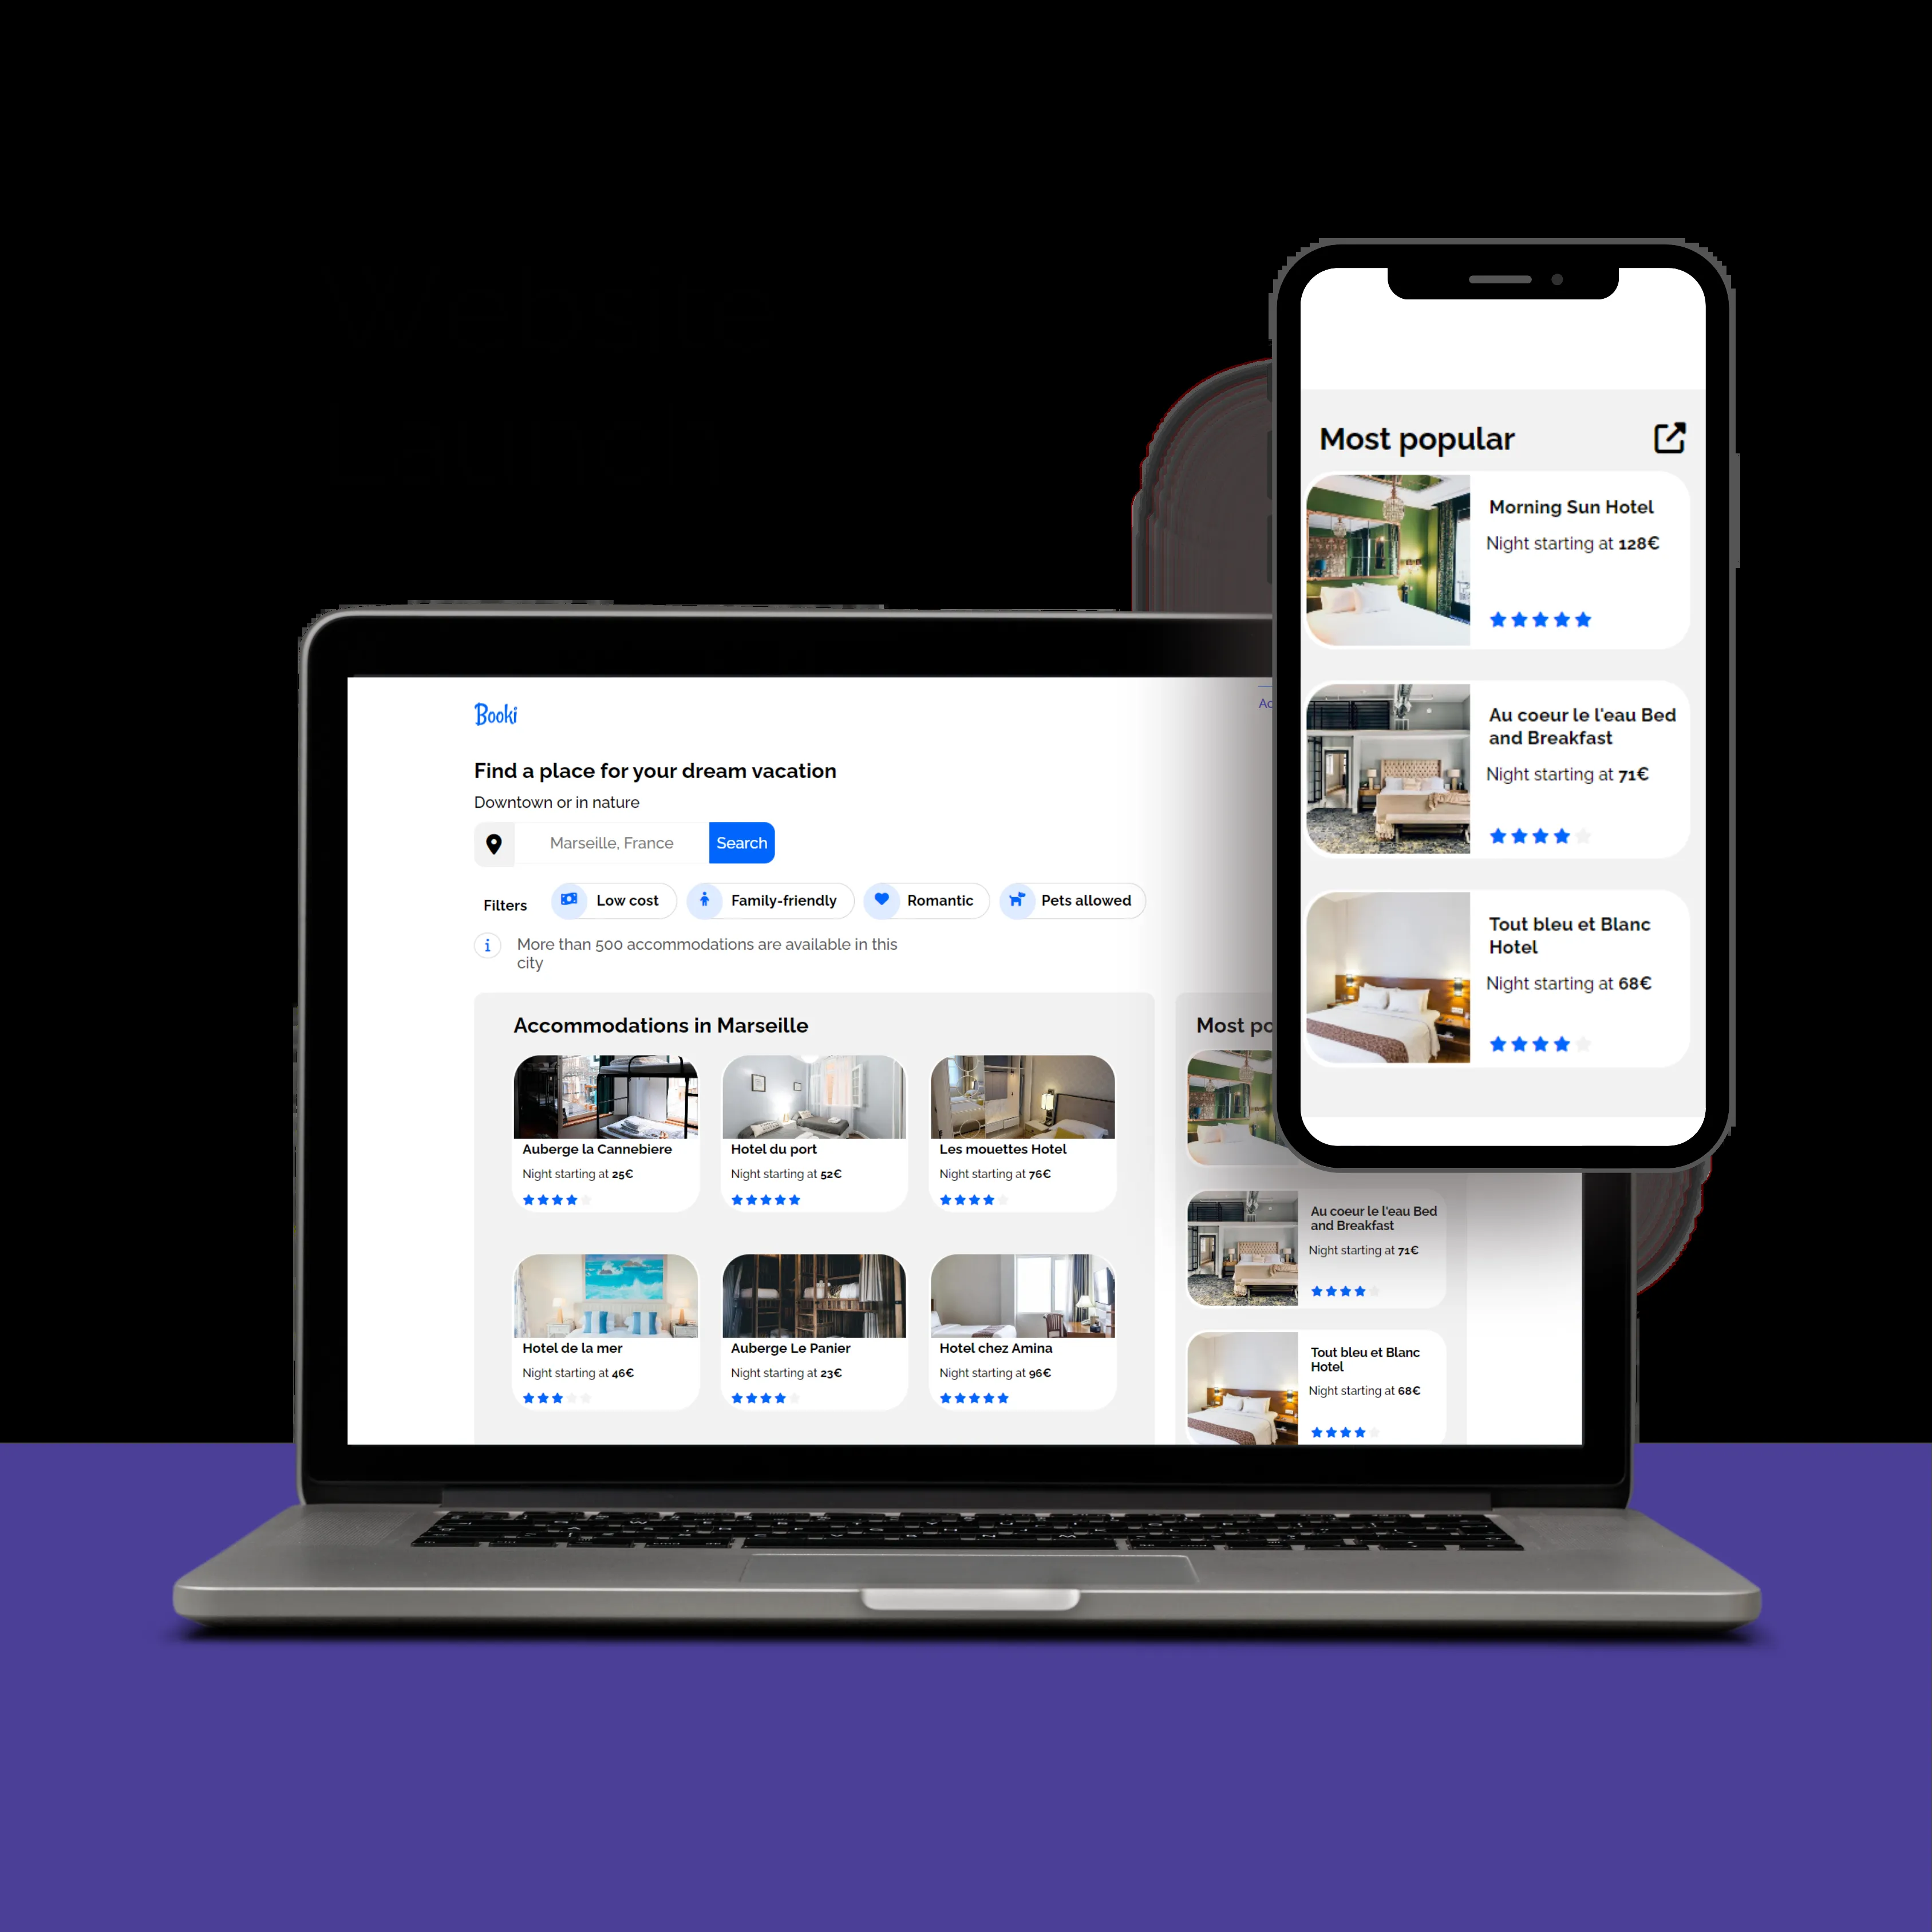 Booki
Find a place for your dream vacation
Downtown or in nature
Marseille, France
Search
Filters
Low cost
Family-friendly
Romantic
Pets allowed
More than 500 accommodations are available in this
city
Accommodations in Marseille
Auberge la Cannebiere
Night starting at 25€
Hotel du port
Night starting at 52€
Les mouettes Hotel
Night starting at 76€
Hotel de la mer
Night starting at 46€
Auberge Le Panier
Night starting at 23€
Hotel chez Amina
Night starting at 96€
Most po
Au coeur le l'eau Bed
and Breakfast
Night starting at 71€
Tout bleu et Blanc
Hotel
Night starting at 68€
Most popular
Morning Sun Hotel
Night starting at 128€
Au coeur le l'eau Bed
and Breakfast
Night starting at 71€
Tout bleu et Blanc
Hotel
Night starting at 68€